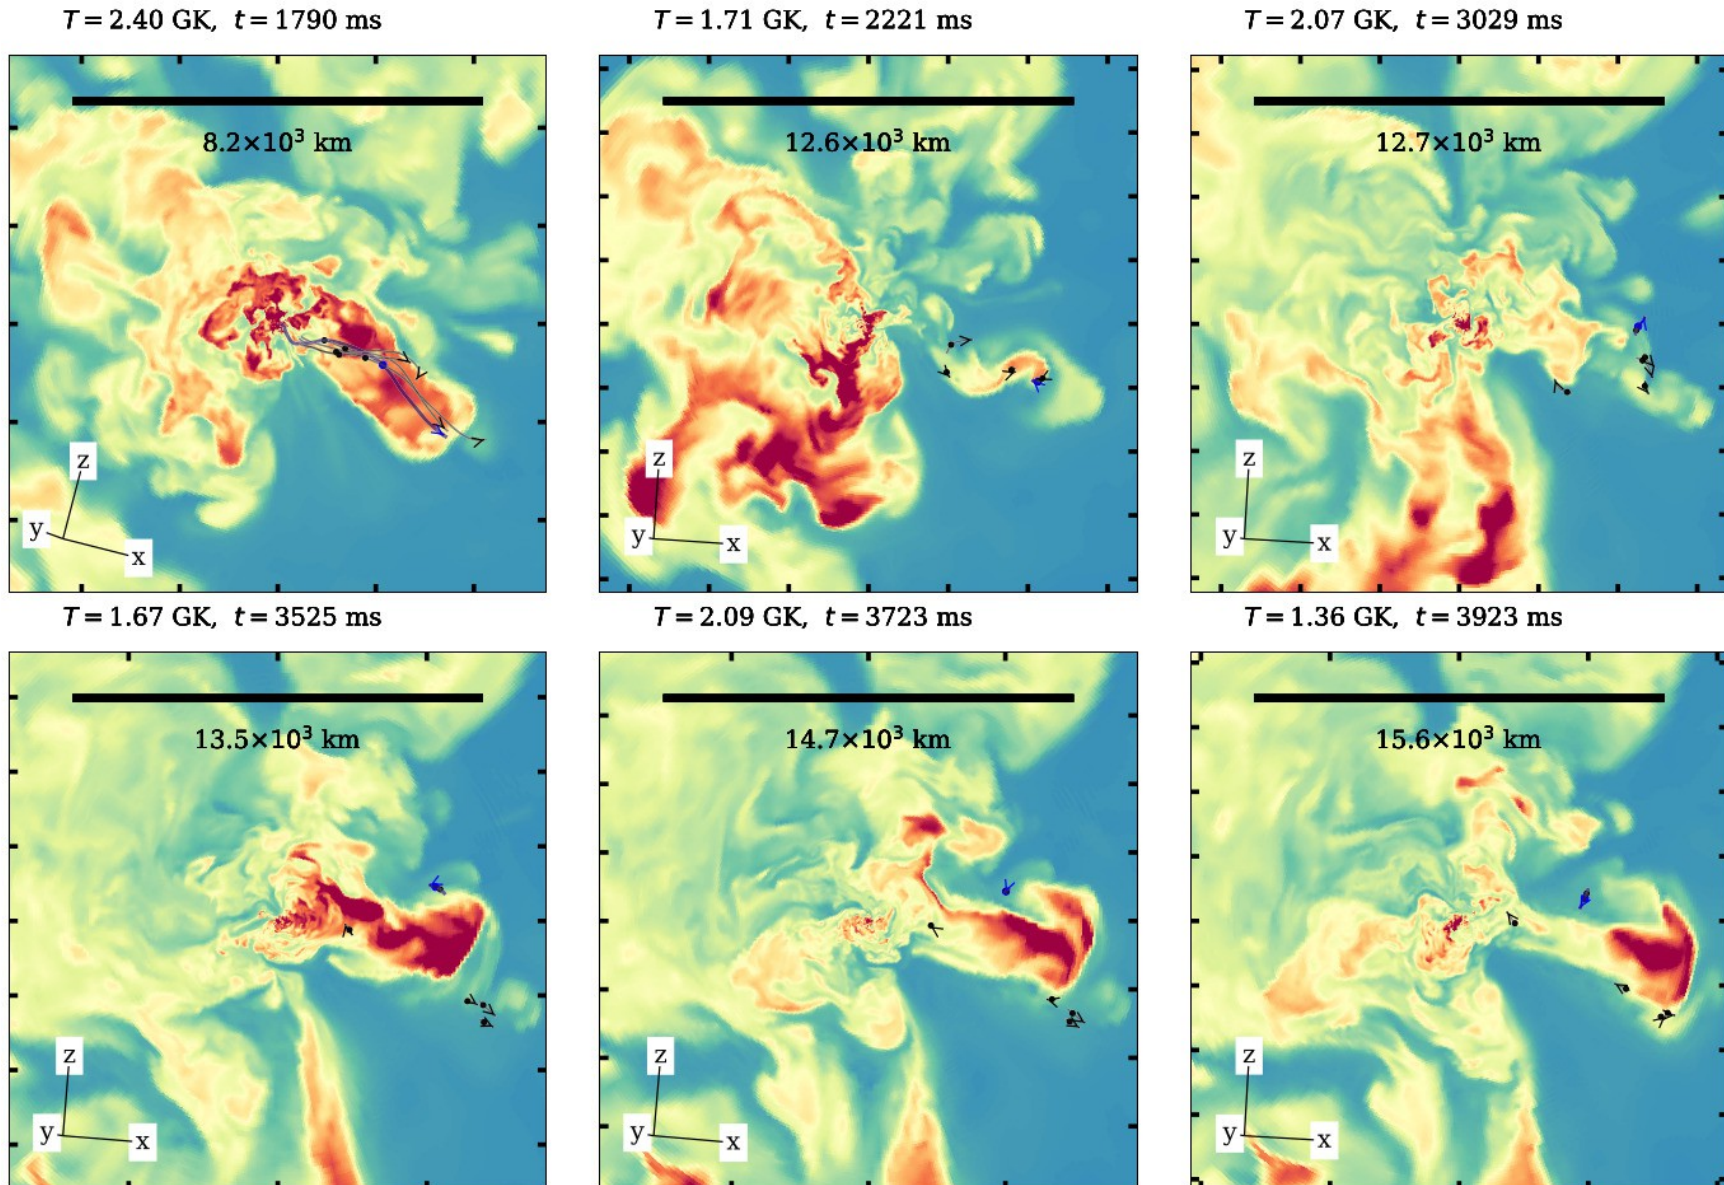 T = 2.40 GK, t = 1790 ms
T = 1.71 GK, t = 2221 ms
T = 2.07 GK, t = 3029 ms
8.2×10³ km
12.6×10³ km
12.7×10³ km
z
y
x
z
y
x
z
y
x
T = 1.67 GK, t = 3525 ms
T = 2.09 GK, t = 3723 ms
T = 1.36 GK, t = 3923 ms
13.5×10³ km
14.7×10³ km
15.6×10³ km
z
y
x
z
y
x
z
y
x